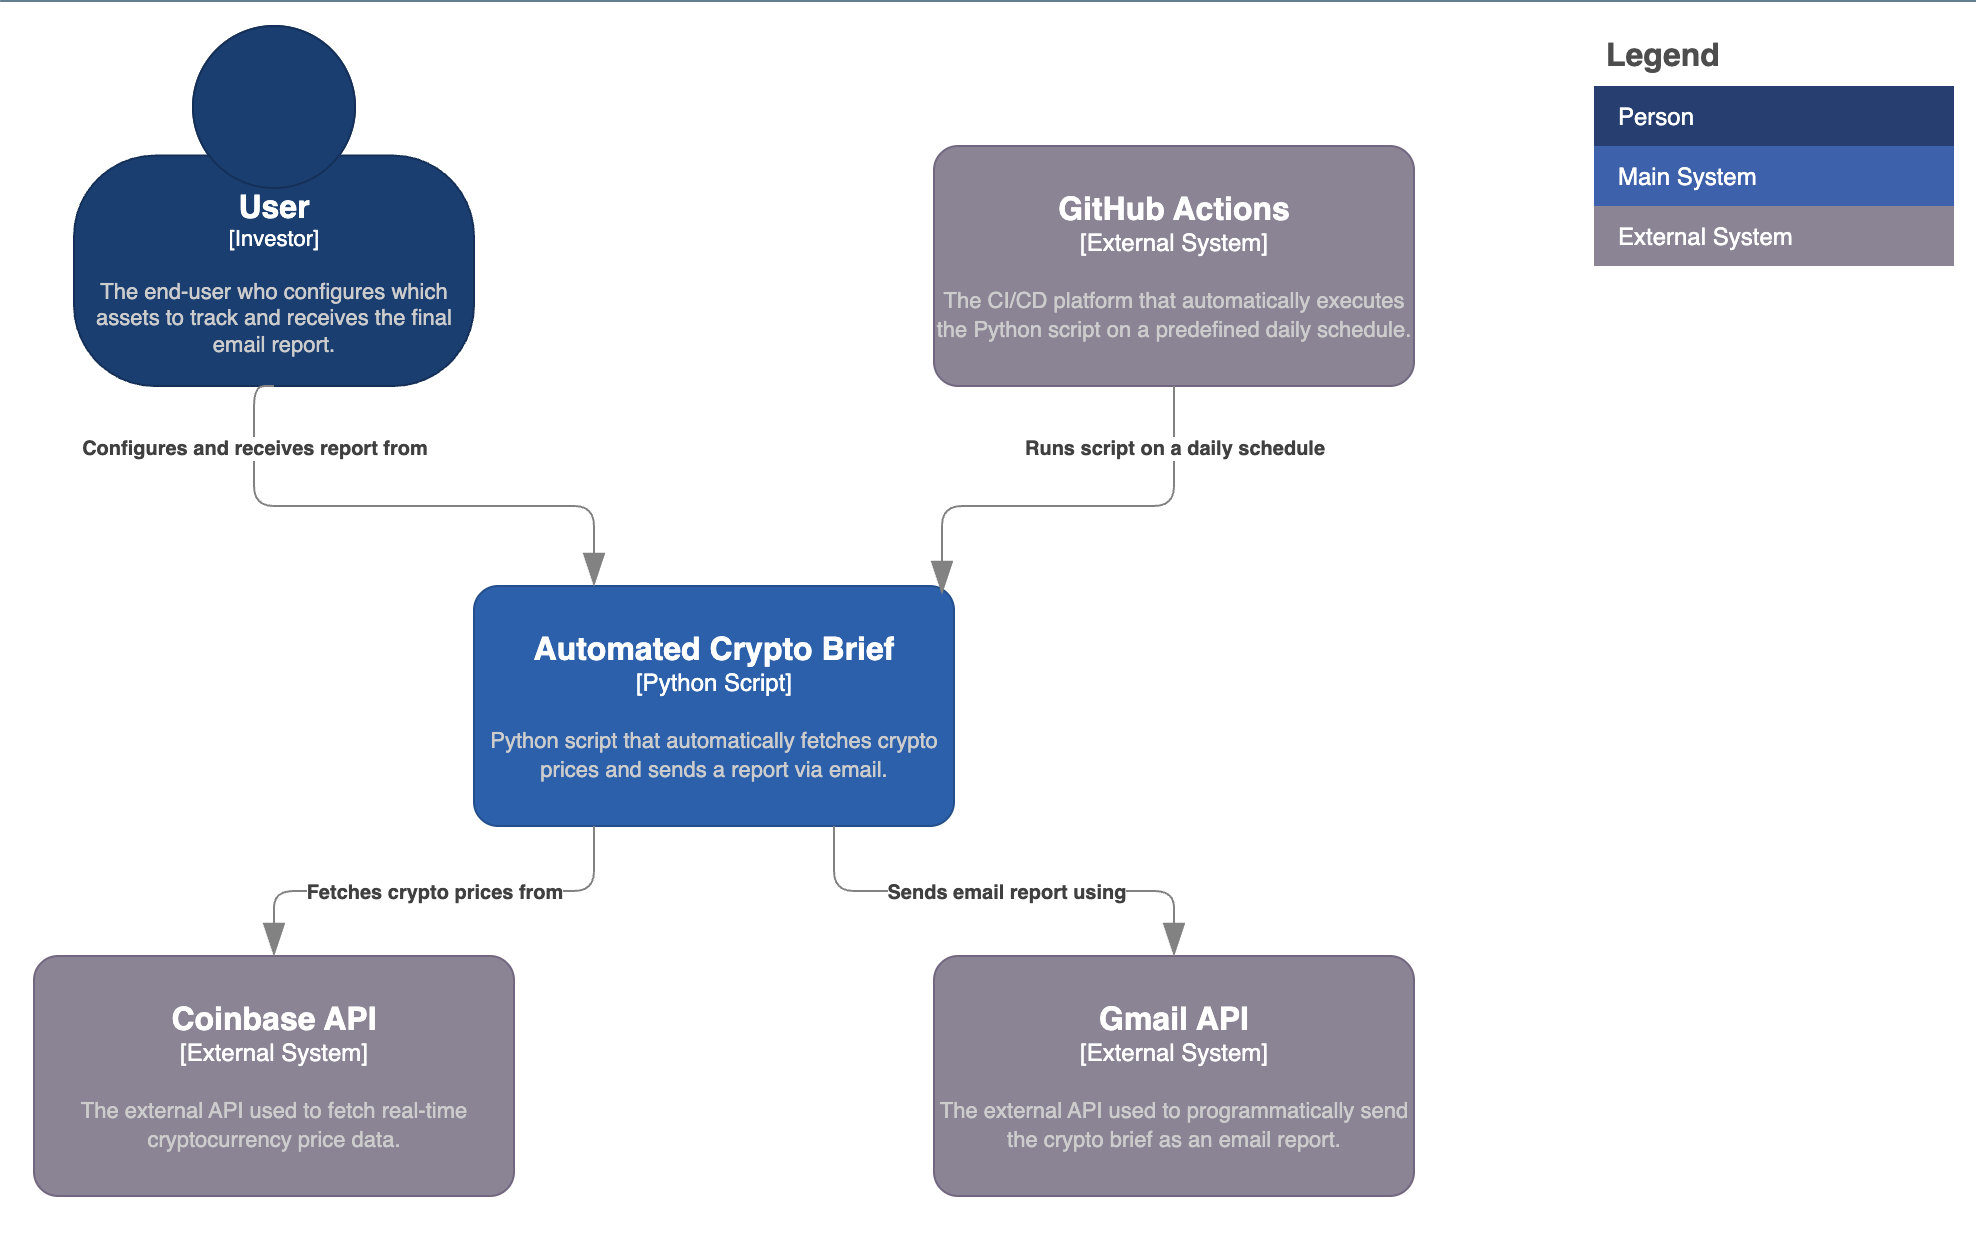 Legend
Person
Main System
External System
User
[Investor]
The end-user who configures which
assets to track and receives the final
email report.
GitHub Actions
[External System]
The CI/CD platform that automatically executes
the Python script on a predefined daily schedule.
Configures and receives report from
Runs script on a daily schedule
Automated Crypto Brief
[Python Script]
Python script that automatically fetches crypto
prices and sends a report via email.
Fetches crypto prices from
Sends email report using
Coinbase API
[External System]
The external API used to fetch real-time
cryptocurrency price data.
Gmail API
[External System]
The external API used to programmatically send
the crypto brief as an email report.